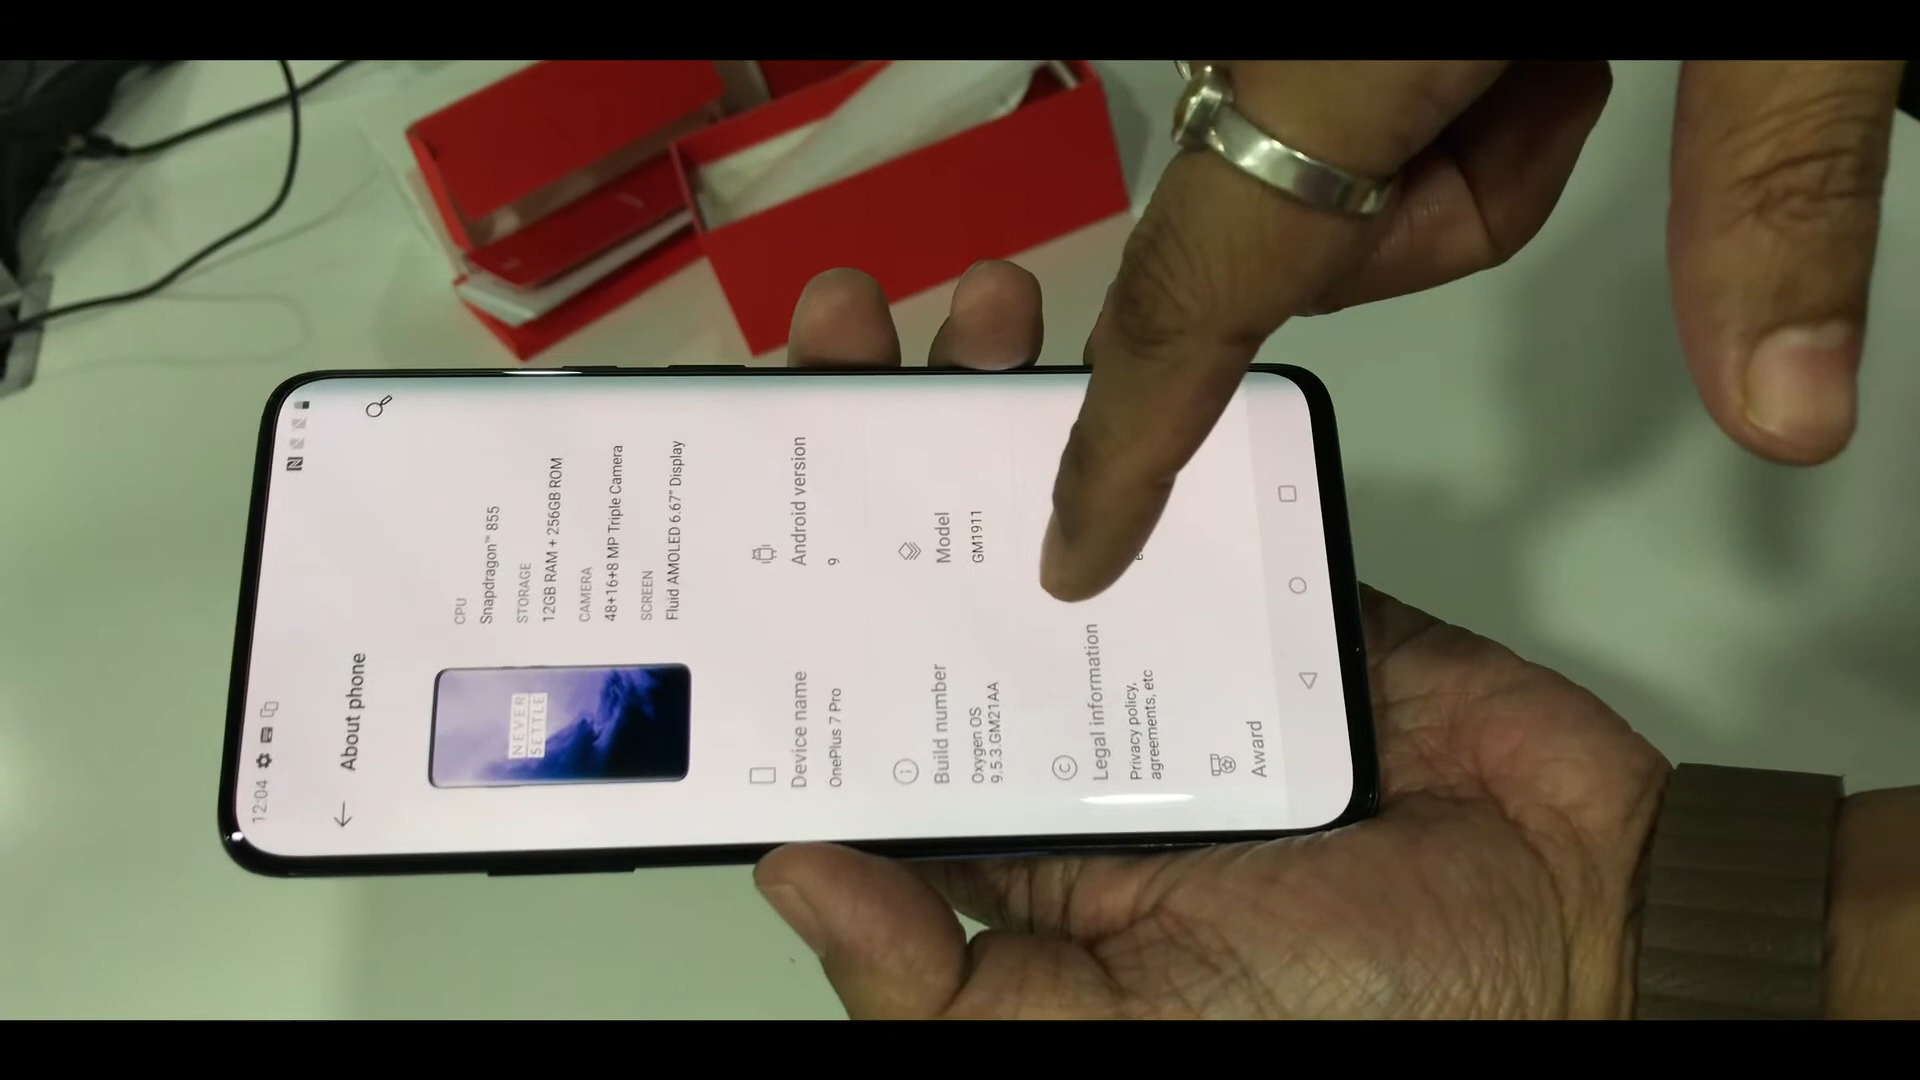 12:04
About phone
NEVER
SETTLE
CPU
Snapdragon™ 855
STORAGE
12GB RAM + 256GB ROM
CAMERA
48+16+8 MP Triple Camera
SCREEN
Fluid AMOLED 6.67" Display
Device name
OnePlus 7 Pro
Android version
9
Build number
Oxygen OS
9.5.3.GM21AA
Model
GM1911
Legal information
Privacy policy,
agreements, etc
Award